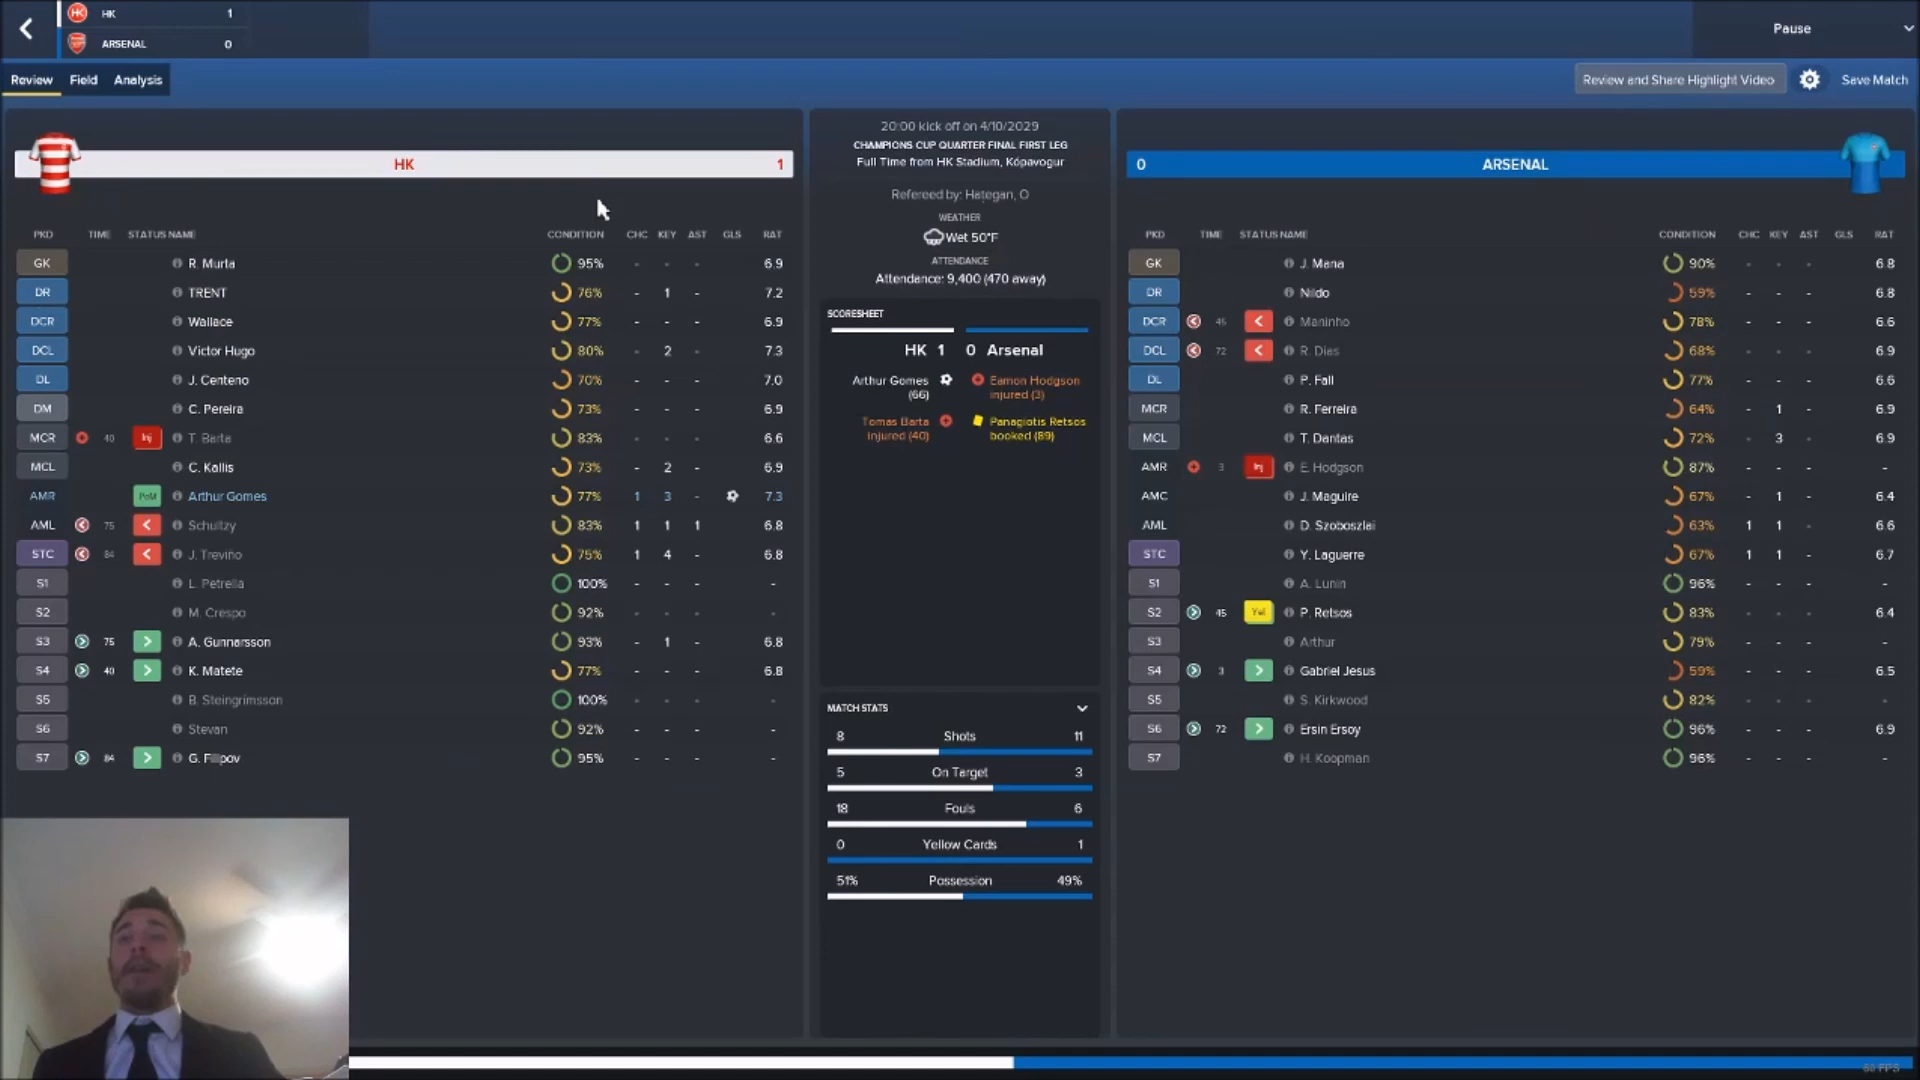 HK 1
ARSENAL 0
Pause
Review Field Analysis
Review and Share Highlight Video Save Match
HK 1
20:00 kick off on 4/10/2029
CHAMPIONS CUP QUARTER FINAL FIRST LEG
Full Time from HK Stadium, Kópavogur
Refereed by: Hațegan, O
WEATHER
Wet 50°F
ATTENDANCE
Attendance: 9,400 (470 away)
0 ARSENAL
PKD TIME STATUS NAME CONDITION CHC KEY AST GLS RAT
GK R. Murta 95% - - - 6.9
DR TRENT 76% - 1 - 7.2
DCR Wallace 77% - - - 6.9
DCL Victor Hugo 80% - 2 - 7.3
DL J. Centeno 70% - - - 7.0
DM C. Pereira 73% - - - 6.9
MCR 40 Inj T. Barta 83% - - - 6.6
MCL C. Kallis 73% - 2 - 6.9
AMR PoM Arthur Gomes 77% 1 3 - 7.3
AML 75 Schultzy 83% 1 1 1 6.8
STC 84 J. Treviño 75% 1 4 - 6.8
S1 L. Petrella 100% - - - -
S2 M. Crespo 92% - - - -
S3 75 A. Gunnarsson 93% - 1 - 6.8
S4 40 K. Matete 77% - - - 6.8
S5 B. Steingrímsson 100% - - - -
S6 Stevan 92% - - - -
S7 84 G. Filipov 95% - - - -
SCORESHEET
HK 1 0 Arsenal
Arthur Gomes (66)
Eamon Hodgson injured (3)
Tomas Barta injured (40)
Panagiotis Retsos booked (89)
MATCH STATS
8 Shots 11
5 On Target 3
18 Fouls 6
0 Yellow Cards 1
51% Possession 49%
PKD TIME STATUS NAME CONDITION CHC KEY AST GLS RAT
GK J. Mana 90% - - - 6.8
DR Nildo 59% - - - 6.8
DCR 45 Maninho 78% - - - 6.6
DCL 72 R. Dias 68% - - - 6.9
DL P. Fall 77% - - - 6.6
MCR R. Ferreira 64% - 1 - 6.9
MCL T. Dantas 72% - 3 - 6.9
AMR 3 Inj E. Hodgson 87% - - - -
AMC J. Maguire 67% - 1 - 6.4
AML D. Szoboszlai 63% 1 1 - 6.6
STC Y. Laguerre 67% 1 1 - 6.7
S1 A. Lunin 96% - - - -
S2 45 Yel P. Retsos 83% - - - 6.4
S3 Arthur 79% - - - -
S4 3 Gabriel Jesus 59% - - - 6.5
S5 S. Kirkwood 82% - - - -
S6 72 Ersin Ersoy 96% - - - 6.9
S7 H. Koopman 96% - - - -
60 FPS